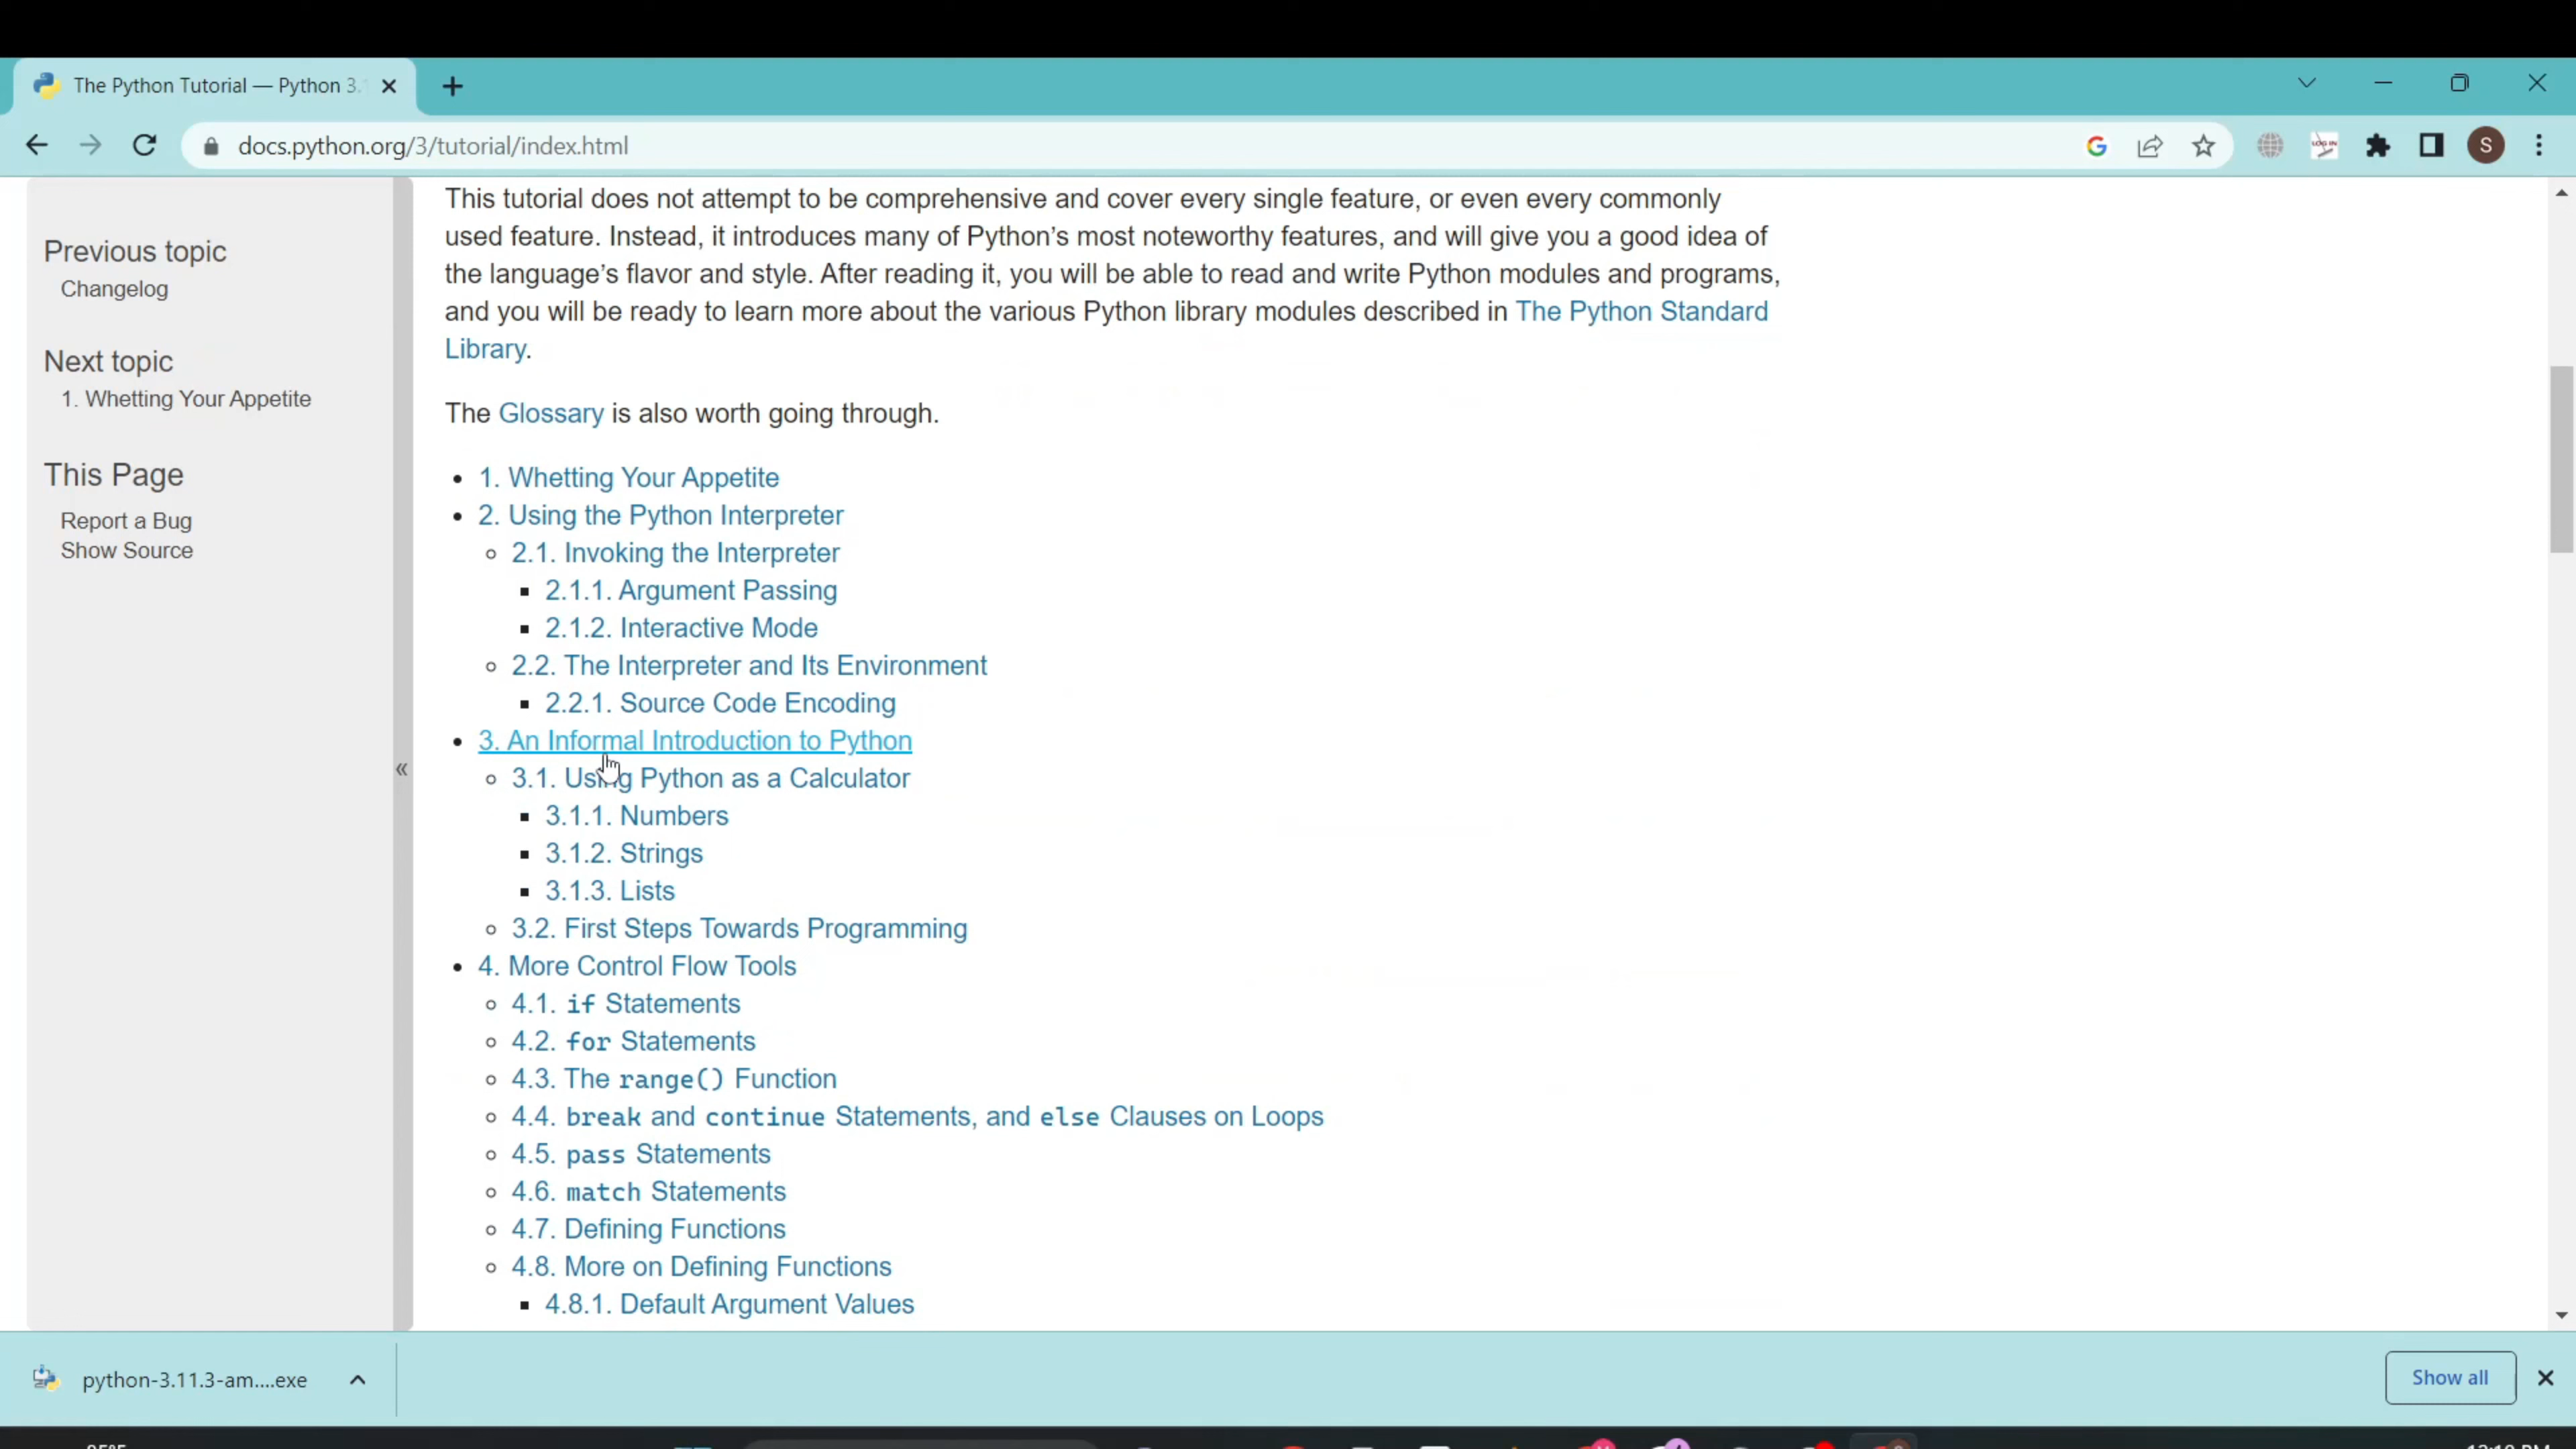 The Python Tutorial — Python 3.
docs.python.org/3/tutorial/index.html
LOG IN
S
Previous topic
Changelog
Next topic
1. Whetting Your Appetite
This Page
Report a Bug
Show Source
«
This tutorial does not attempt to be comprehensive and cover every single feature, or even every commonly
used feature. Instead, it introduces many of Python’s most noteworthy features, and will give you a good idea of
the language’s flavor and style. After reading it, you will be able to read and write Python modules and programs,
and you will be ready to learn more about the various Python library modules described in The Python Standard
Library.
The Glossary is also worth going through.
• 1. Whetting Your Appetite
• 2. Using the Python Interpreter
◦ 2.1. Invoking the Interpreter
▪ 2.1.1. Argument Passing
▪ 2.1.2. Interactive Mode
◦ 2.2. The Interpreter and Its Environment
▪ 2.2.1. Source Code Encoding
• 3. An Informal Introduction to Python
◦ 3.1. Using Python as a Calculator
▪ 3.1.1. Numbers
▪ 3.1.2. Strings
▪ 3.1.3. Lists
◦ 3.2. First Steps Towards Programming
• 4. More Control Flow Tools
◦ 4.1. if Statements
◦ 4.2. for Statements
◦ 4.3. The range() Function
◦ 4.4. break and continue Statements, and else Clauses on Loops
◦ 4.5. pass Statements
◦ 4.6. match Statements
◦ 4.7. Defining Functions
◦ 4.8. More on Defining Functions
▪ 4.8.1. Default Argument Values
python-3.11.3-am....exe
Show all